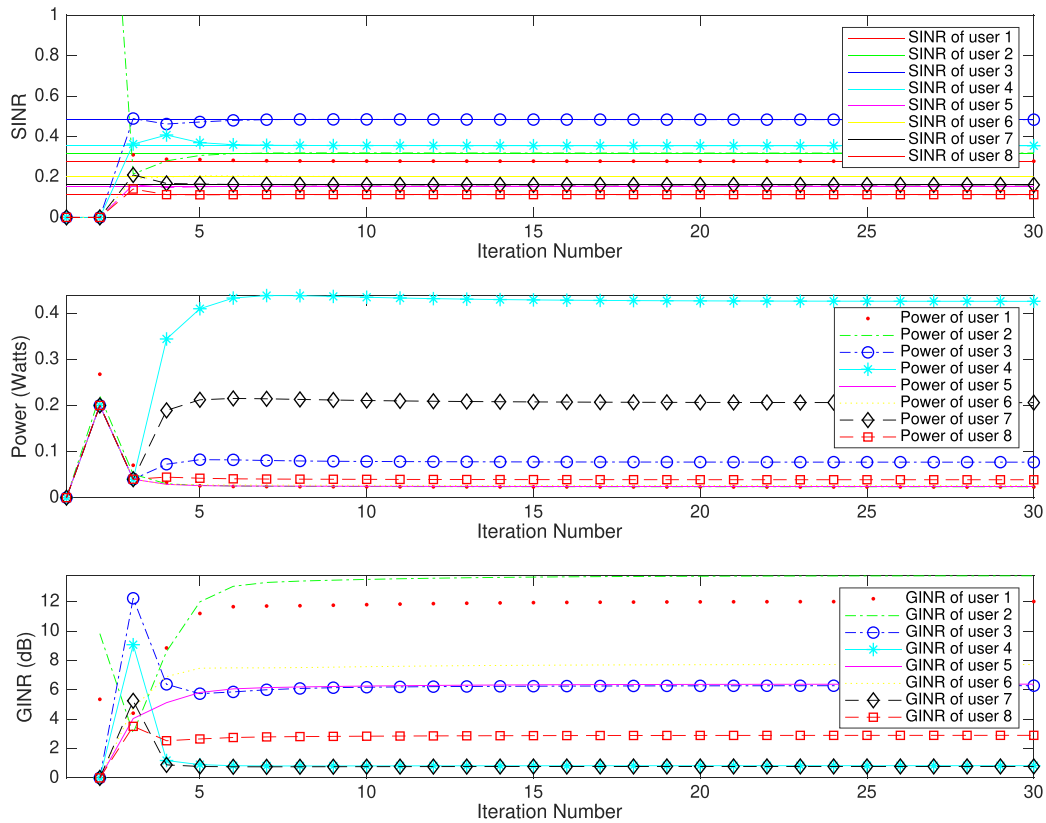 1
0.8
0.6
0.4
0.2
0
SINR
5
10
15
20
25
30
Iteration Number
SINR of user 1
SINR of user 2
SINR of user 3
SINR of user 4
SINR of user 5
SINR of user 6
SINR of user 7
SINR of user 8
0.4
0.3
0.2
0.1
0
Power (Watts)
5
10
15
20
25
30
Iteration Number
Power of user 1
Power of user 2
Power of user 3
Power of user 4
Power of user 5
Power of user 6
Power of user 7
Power of user 8
12
10
8
6
4
2
0
GINR (dB)
5
10
15
20
25
30
Iteration Number
GINR of user 1
GINR of user 2
GINR of user 3
GINR of user 4
GINR of user 5
GINR of user 6
GINR of user 7
GINR of user 8